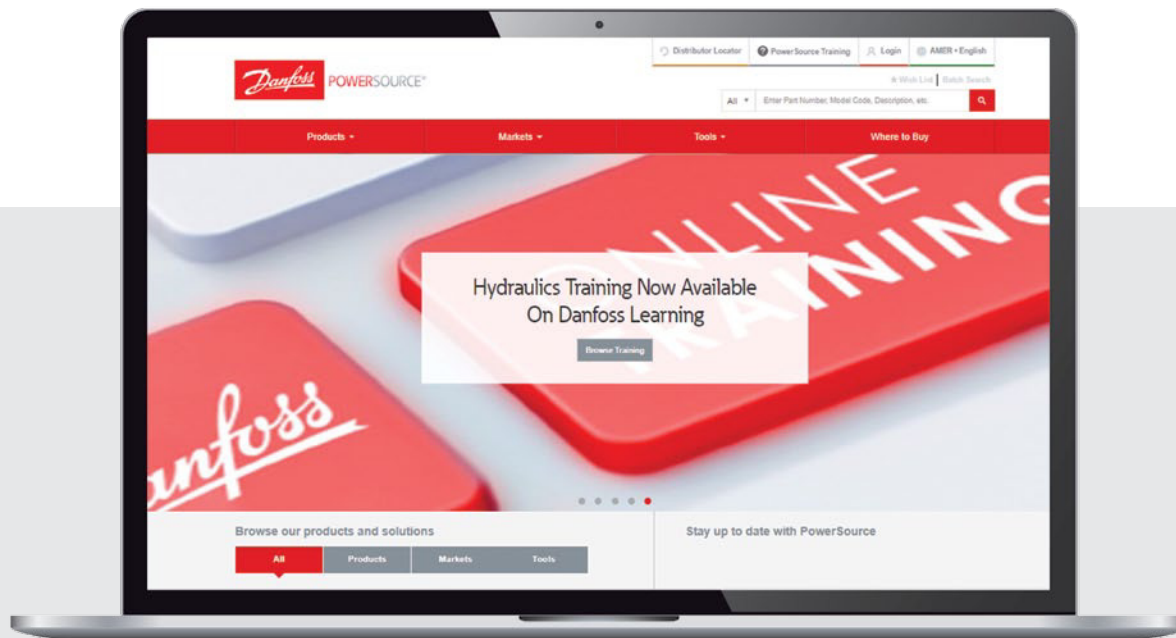 Distributor Locator PowerSource Training Login AMER • English
Danfoss POWERSOURCE®
★ Wish List | Batch Search
All Enter Part Number, Model Code, Description, etc.
Products Markets Tools Where to Buy
ONLINE
TRAINING
Hydraulics Training Now Available
On Danfoss Learning
Browse Training
anfoss
Browse our products and solutions
Stay up to date with PowerSource
All Products Markets Tools